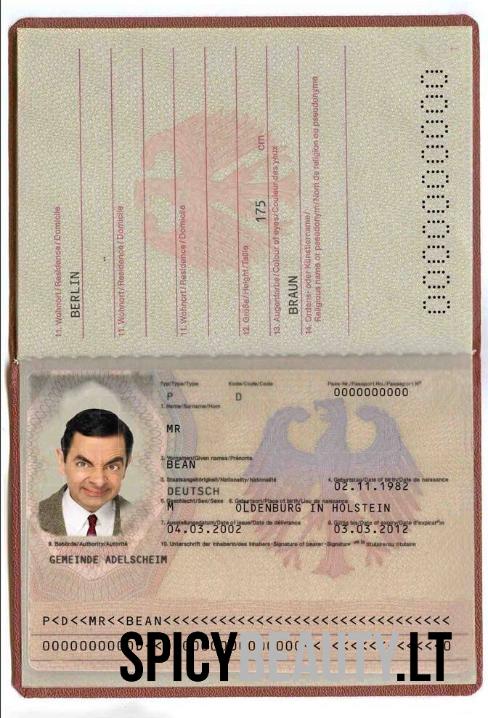 11. Wohnort/Residence/Domicile
BERLIN
11. Wohnort/Residence/Domicile
11. Wohnort/Residence/Domicile
12. Größe/Height/Taille
175 cm
13. Augenfarbe/Colour of eyes/Couleur des yeux
BRAUN
14. Ordens- oder Künstlername/
Religious name or pseudonym/Nom de religion ou pseudonyme
Typ/Type/Type Kode/Code/Code Pass-Nr./Passport No./Passeport N°
P D 0000000000
1. Name/Surname/Nom
MR
2. Vornamen/Given names/Prénoms
BEAN
3. Staatsangehörigkeit/Nationality/Nationalité 4. Geburtstag/Date of birth/Date de naissance
DEUTSCH 02.11.1982
5. Geschlecht/Sex/Sexe 6. Geburtsort/Place of birth/Lieu de naissance
M OLDENBURG IN HOLSTEIN
7. Ausstellungsdatum/Date of issue/Date de délivrance 8. Gültig bis/Date of expiry/Date d'expiration
04.03.2002 03.03.2012
9. Behörde/Authority/Autorité 10. Unterschrift der Inhaberin/des Inhabers-Signature of bearer-Signature de la titulaire/du titulaire
GEMEINDE ADELSCHEIM
P<D<<MR<<BEAN<<<<<<<<<<<<<<<<<<<<<<<<<<<<<<<
SPICYBEAUTY.LT